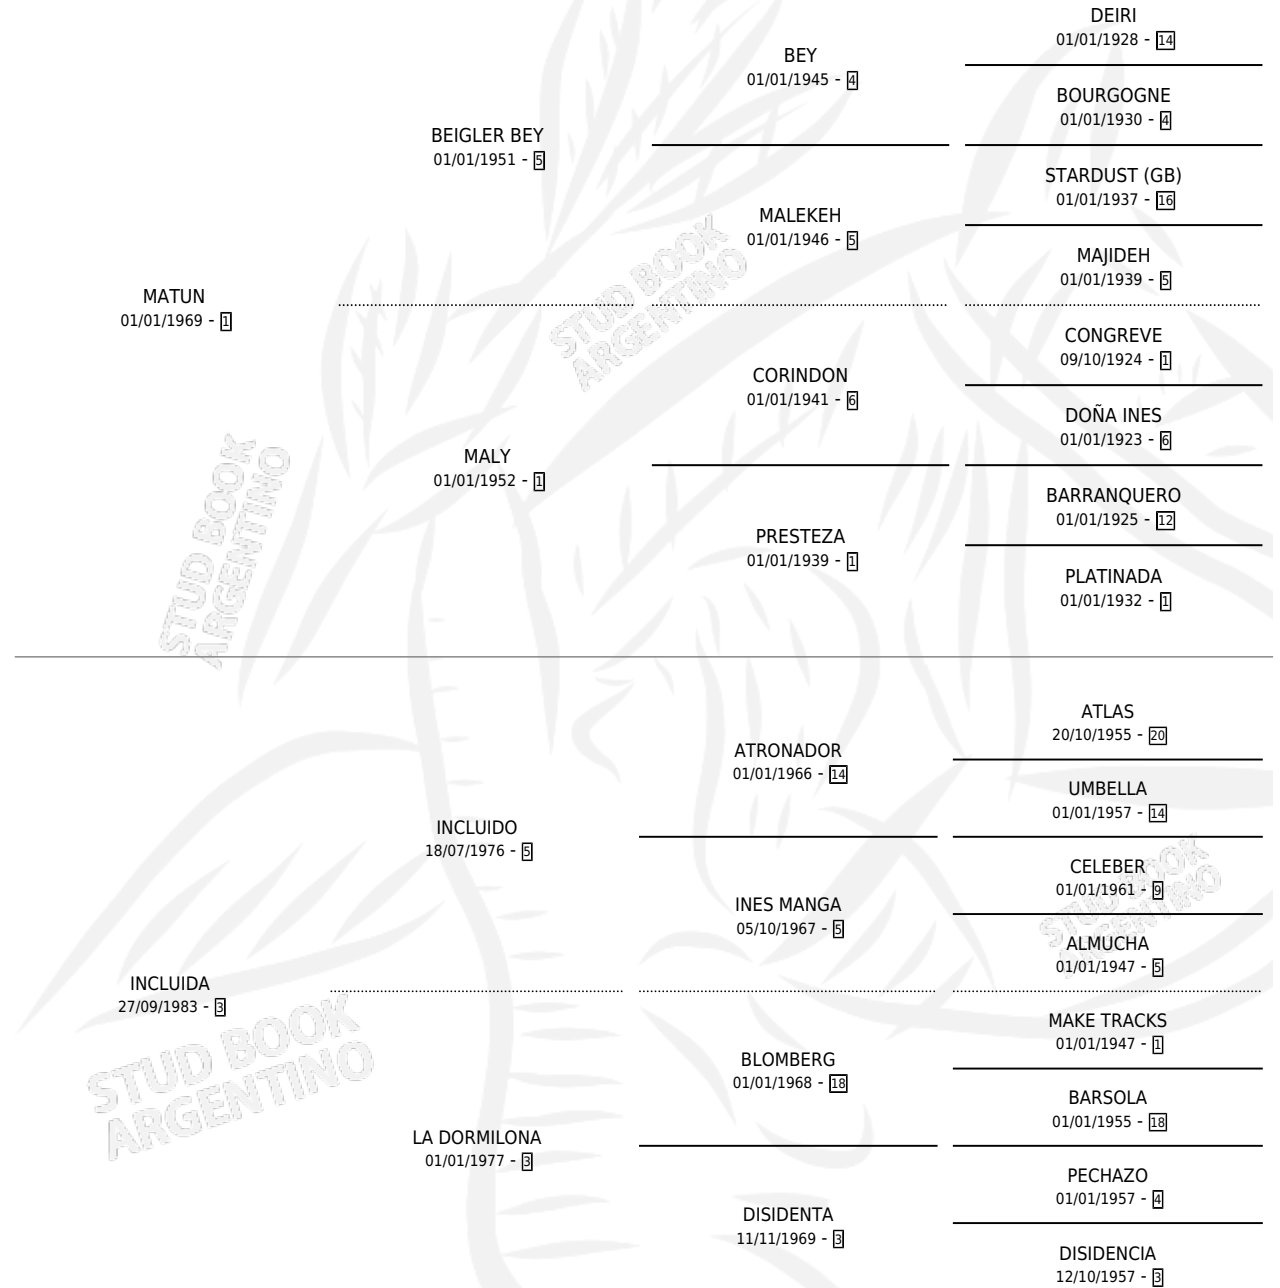 DEIRI
01/01/1928 - 14
BEY
01/01/1945 - 4
BOURGOGNE
01/01/1930 - 4
BEIGLER BEY
01/01/1951 - 5
STARDUST (GB)
01/01/1937 - 16
MALEKEH
01/01/1946 - 5
MAJIDEH
01/01/1939 - 5
MATUN
01/01/1969 - 1
CONGREVE
09/10/1924 - 1
CORINDON
01/01/1941 - 6
DOÑA INES
01/01/1923 - 6
MALY
01/01/1952 - 1
BARRANQUERO
01/01/1925 - 12
PRESTEZA
01/01/1939 - 1
PLATINADA
01/01/1932 - 1
ATLAS
20/10/1955 - 20
ATRONADOR
01/01/1966 - 14
UMBELLA
01/01/1957 - 14
INCLUIDO
18/07/1976 - 5
CELEBER
01/01/1961 - 9
INES MANGA
05/10/1967 - 5
ALMUCHA
01/01/1947 - 5
INCLUIDA
27/09/1983 - 3
MAKE TRACKS
01/01/1947 - 1
BLOMBERG
01/01/1968 - 18
BARSOLA
01/01/1955 - 18
LA DORMILONA
01/01/1977 - 3
PECHAZO
01/01/1957 - 4
DISIDENTA
11/11/1969 - 3
DISIDENCIA
12/10/1957 - 3
STUD BOOK
ARGENTINO
STUD BOOK
ARGENTINO
STUD BOOK
ARGENTINO
STUD BOOK
ARGENTINO